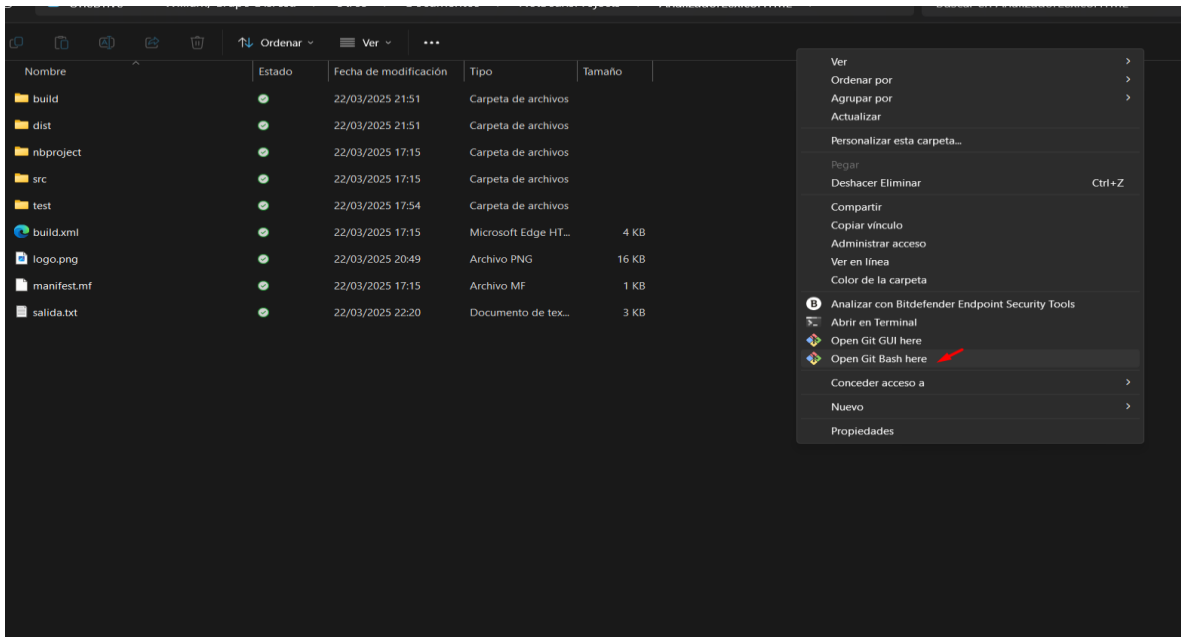 Ordenar
Ver
Nombre Estado Fecha de modificación Tipo Tamaño
build 22/03/2025 21:51 Carpeta de archivos
dist 22/03/2025 21:51 Carpeta de archivos
nbproject 22/03/2025 17:15 Carpeta de archivos
src 22/03/2025 17:15 Carpeta de archivos
test 22/03/2025 17:54 Carpeta de archivos
build.xml 22/03/2025 17:15 Microsoft Edge HT... 4 KB
logo.png 22/03/2025 20:49 Archivo PNG 16 KB
manifest.mf 22/03/2025 17:15 Archivo MF 1 KB
salida.txt 22/03/2025 22:20 Documento de tex... 3 KB
Ver
Ordenar por
Agrupar por
Actualizar
Personalizar esta carpeta...
Pegar
Deshacer Eliminar Ctrl+Z
Compartir
Copiar vínculo
Administrar acceso
Ver en línea
Color de la carpeta
B Analizar con Bitdefender Endpoint Security Tools
Abrir en Terminal
Open Git GUI here
Open Git Bash here
Conceder acceso a
Nuevo
Propiedades